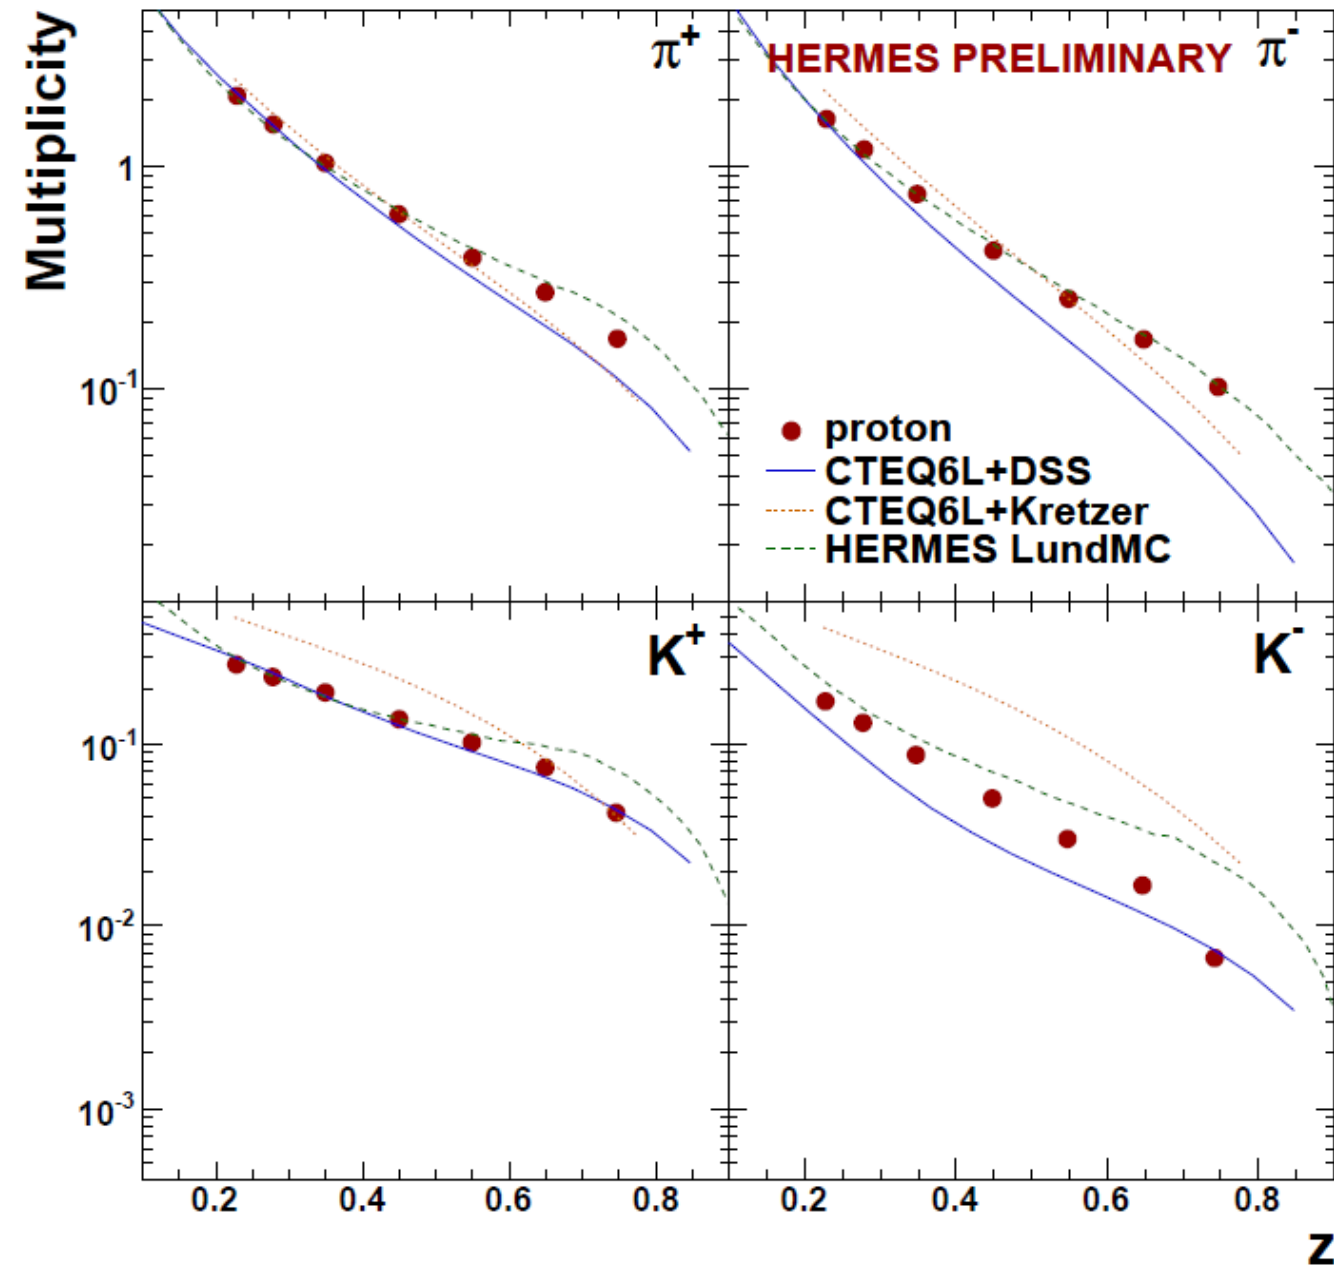 Multiplicity
π+
HERMES PRELIMINARY π-
1
10-1
proton
CTEQ6L+DSS
CTEQ6L+Kretzer
HERMES LundMC
K+
K-
10-1
10-2
10-3
0.2 0.4 0.6 0.8 0.2 0.4 0.6 0.8
z